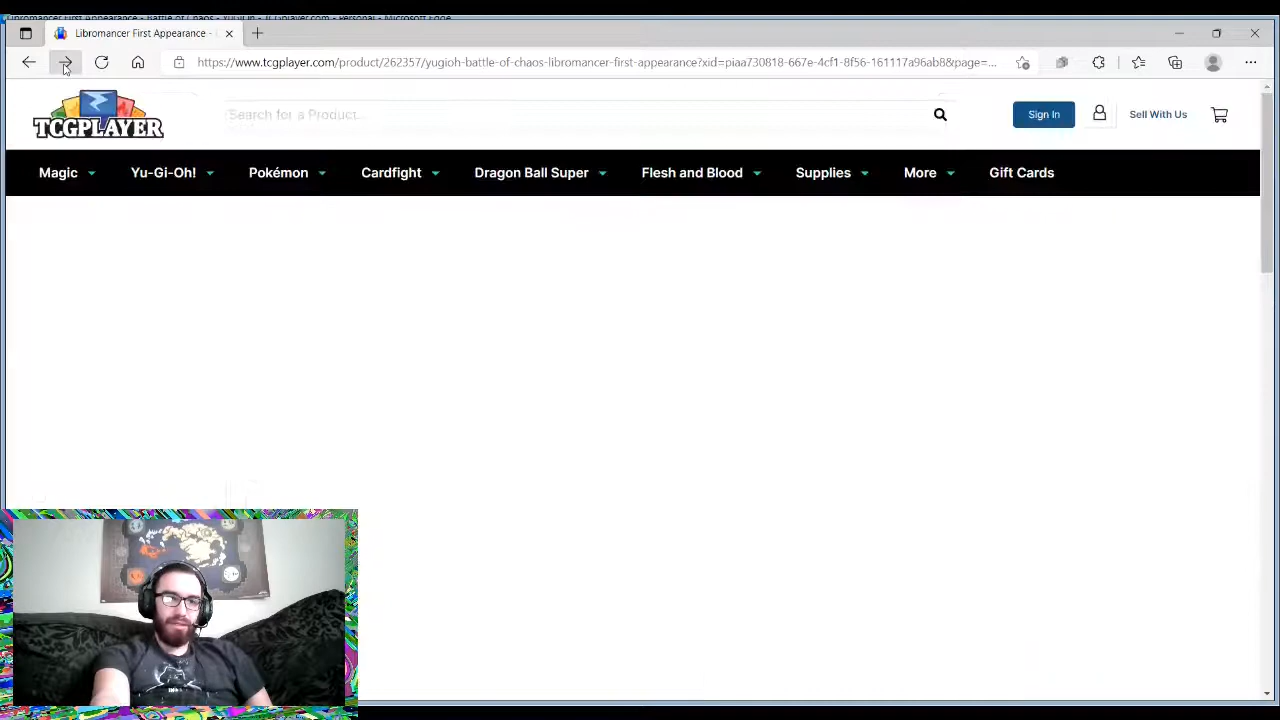 Libromancer First Appearance - Battle of Chaos - YuGiOh - TCGplayer.com - Personal - Microsoft Edge
Libromancer First Appearance -
https://www.tcgplayer.com/product/262357/yugioh-battle-of-chaos-libromancer-first-appearance?xid=piaa730818-667e-4cf1-8f56-161117a96ab8&page=...
TCGPLAYER
Search for a Product...
Sign In
Sell With Us
Magic
Yu-Gi-Oh!
Pokémon
Cardfight
Dragon Ball Super
Flesh and Blood
Supplies
More
Gift Cards